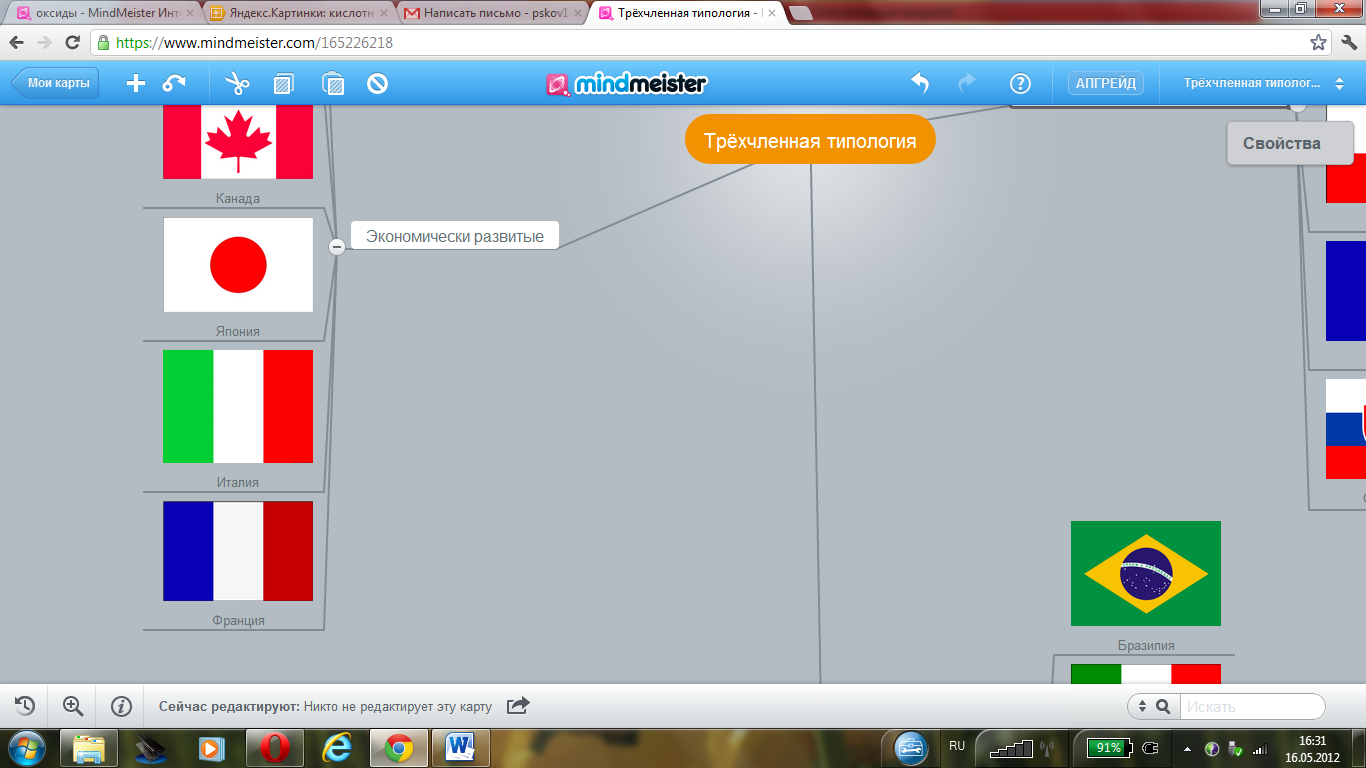 оксиды - MindMeister Инте
Яндекс.Картинки: кислотн
Написать письмо - pskov1
Трёхчленная типология -
https://www.mindmeister.com/165226218
Мои карты
mindmeister
АПГРЕЙД
Трёхчленная типолог...
Трёхчленная типология
Свойства
Канада
Экономически развитые
Япония
Италия
Франция
Бразилия
Сейчас редактируют: Никто не редактирует эту карту
Искать
RU
91%
16:31
16.05.2012